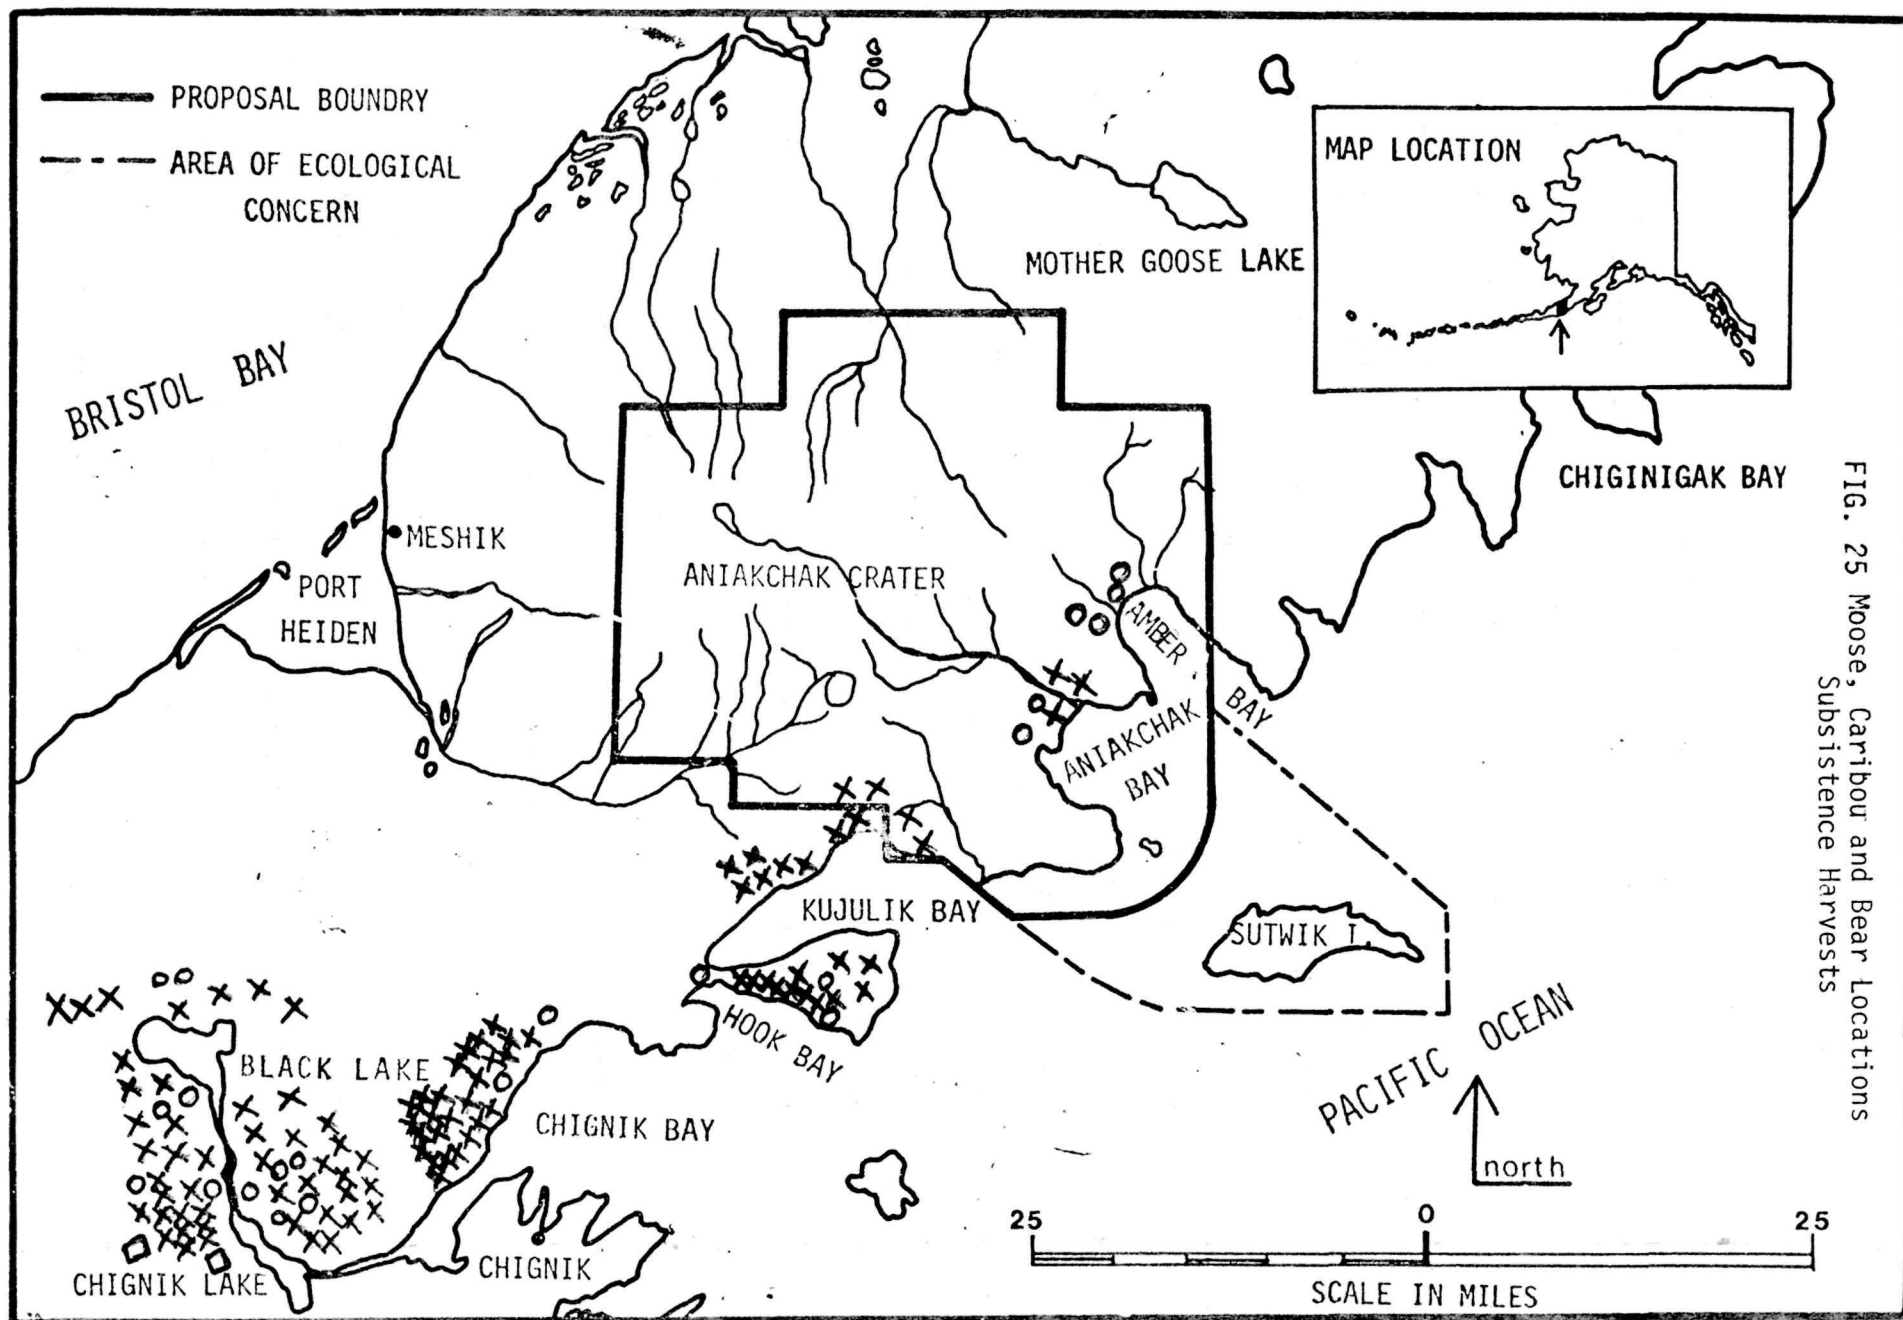 PROPOSAL BOUNDRY
AREA OF ECOLOGICAL
CONCERN
MAP LOCATION
MOTHER GOOSE LAKE
BRISTOL BAY
CHIGINIGAK BAY
MESHIK
ANIAKCHAK CRATER
PORT
HEIDEN
AMBER
BAY
ANIAKCHAK
BAY
KUJULIK BAY
SUTWIK I.
HOOK BAY
BLACK LAKE
CHIGNIK BAY
PACIFIC OCEAN
north
CHIGNIK
CHIGNIK LAKE
25 0 25
SCALE IN MILES
FIG. 25 Moose, Caribou and Bear Locations
Subsistence Harvests